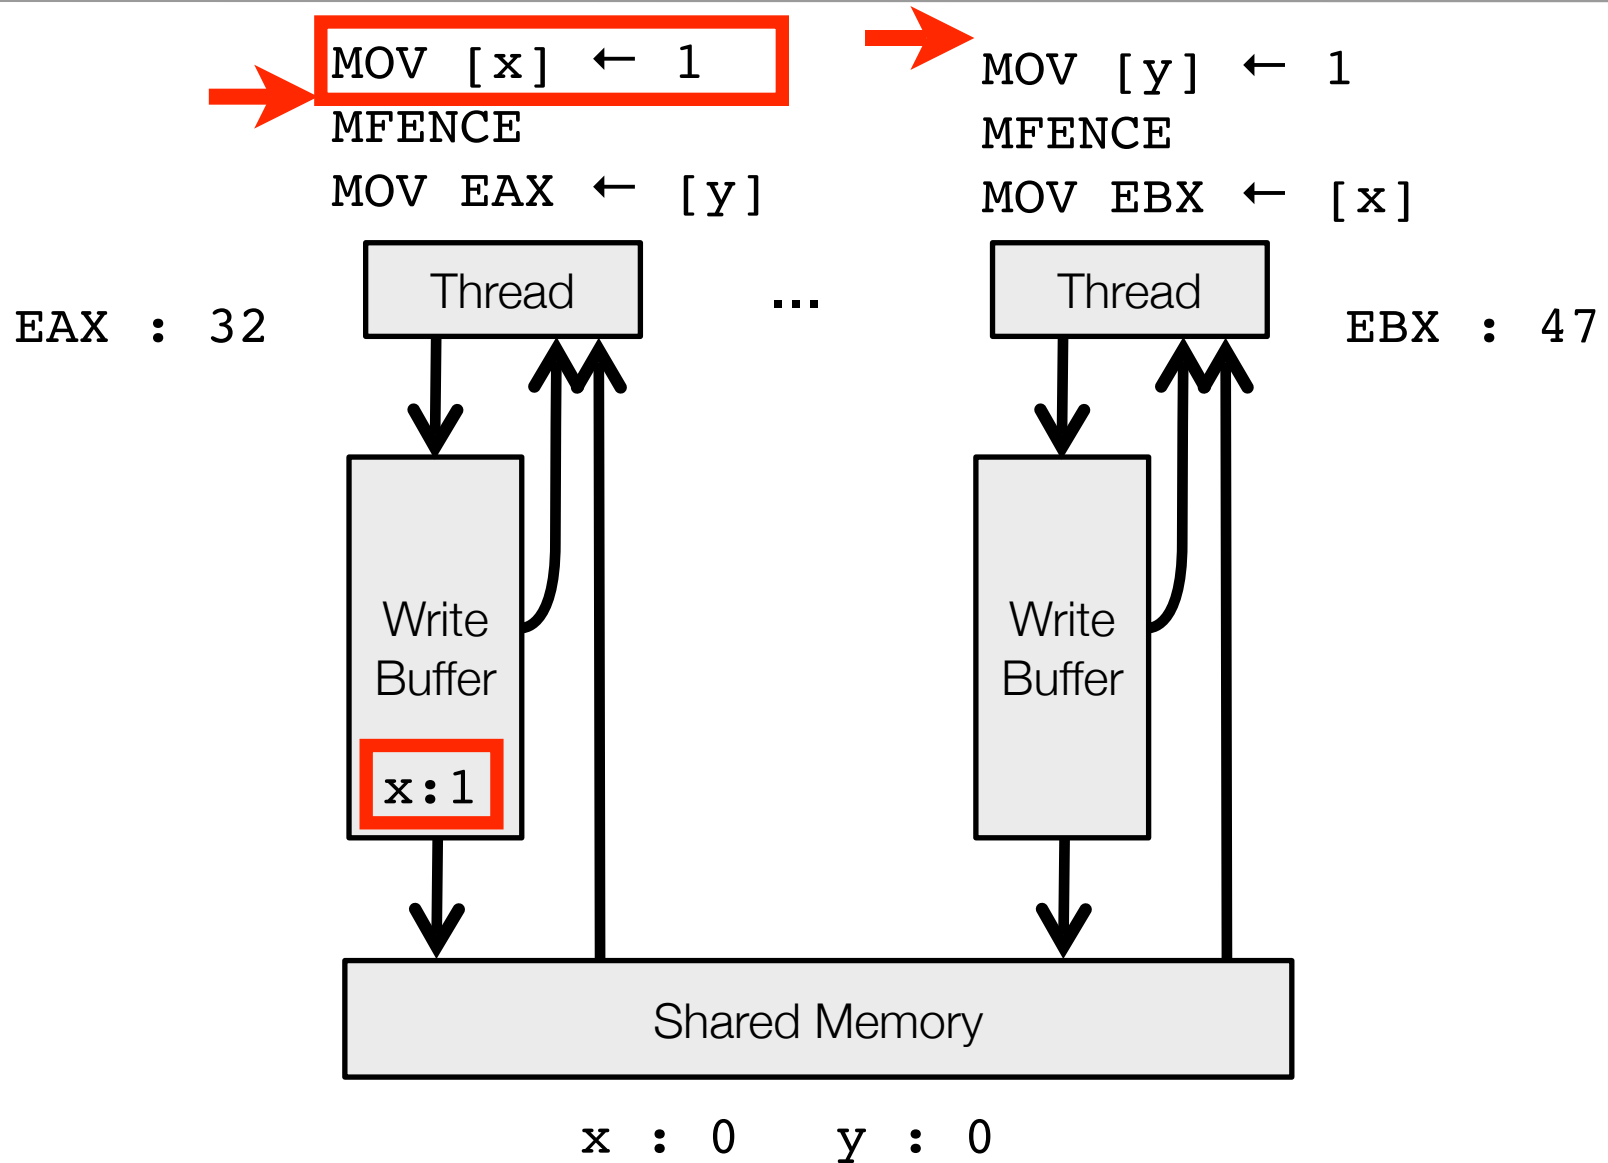 MOV [x] ← 1
MFENCE
MOV EAX ← [y]
MOV [y] ← 1
MFENCE
MOV EBX ← [x]
Thread
...
Thread
EAX : 32
EBX : 47
Write
Buffer
x:1
Write
Buffer
Shared Memory
x : 0 y : 0